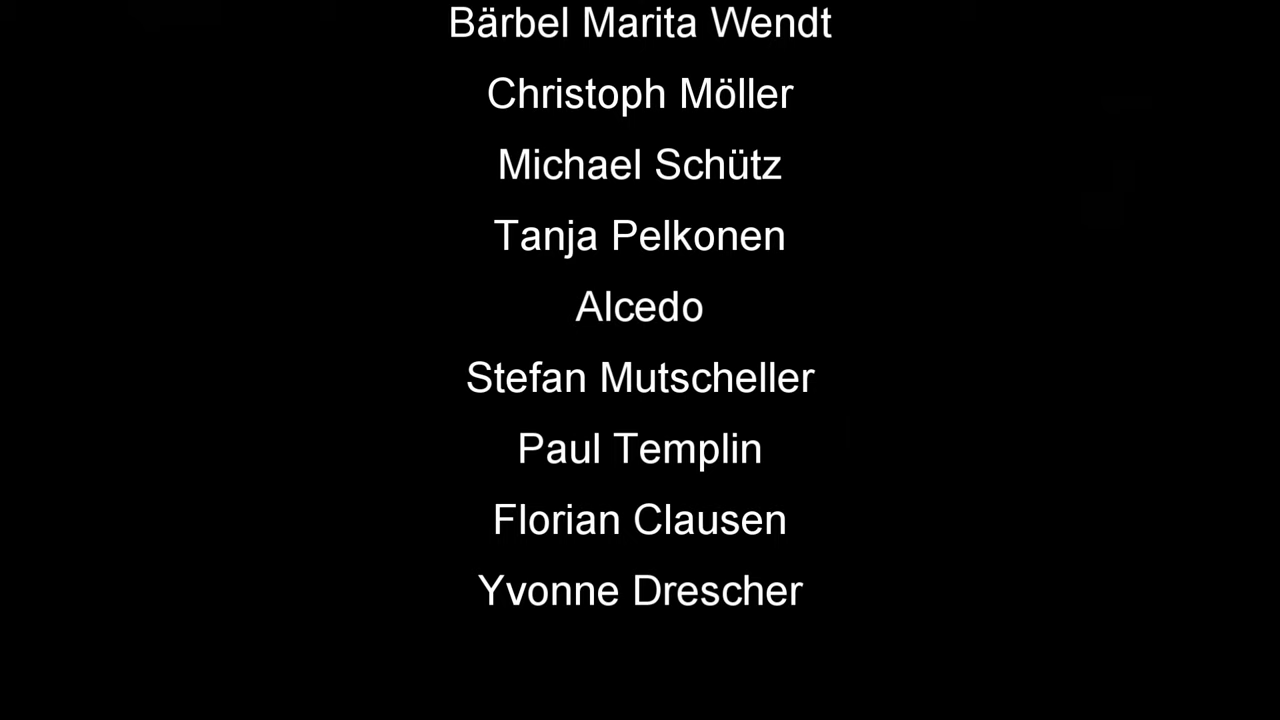 Bärbel Marita Wendt
Christoph Möller
Michael Schütz
Tanja Pelkonen
Alcedo
Stefan Mutscheller
Paul Templin
Florian Clausen
Yvonne Drescher